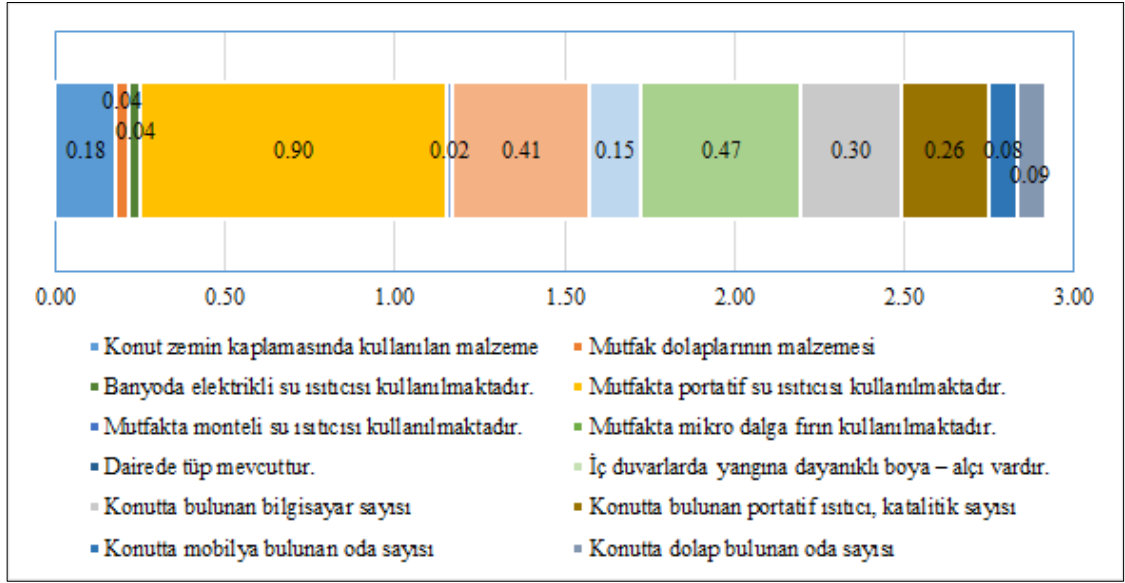 0.04
0.04
0.18
0.90
0.02
0.41
0.15
0.47
0.30
0.26
0.08
0.09
0.00 0.50 1.00 1.50 2.00 2.50 3.00
Konut zemin kaplamasında kullanılan malzeme
Mutfak dolaplarının malzemesi
Banyoda elektrikli su ısıtıcısı kullanılmaktadır.
Mutfakta portatif su ısıtıcısı kullanılmaktadır.
Mutfakta monteli su ısıtıcısı kullanılmaktadır.
Mutfakta mikro dalga fırın kullanılmaktadır.
Dairede tüp mevcuttur.
İç duvarlarda yangına dayanıklı boya – alçı vardır.
Konutta bulunan bilgisayar sayısı
Konutta bulunan portatif ısıtıcı, katalitik sayısı
Konutta mobilya bulunan oda sayısı
Konutta dolap bulunan oda sayısı